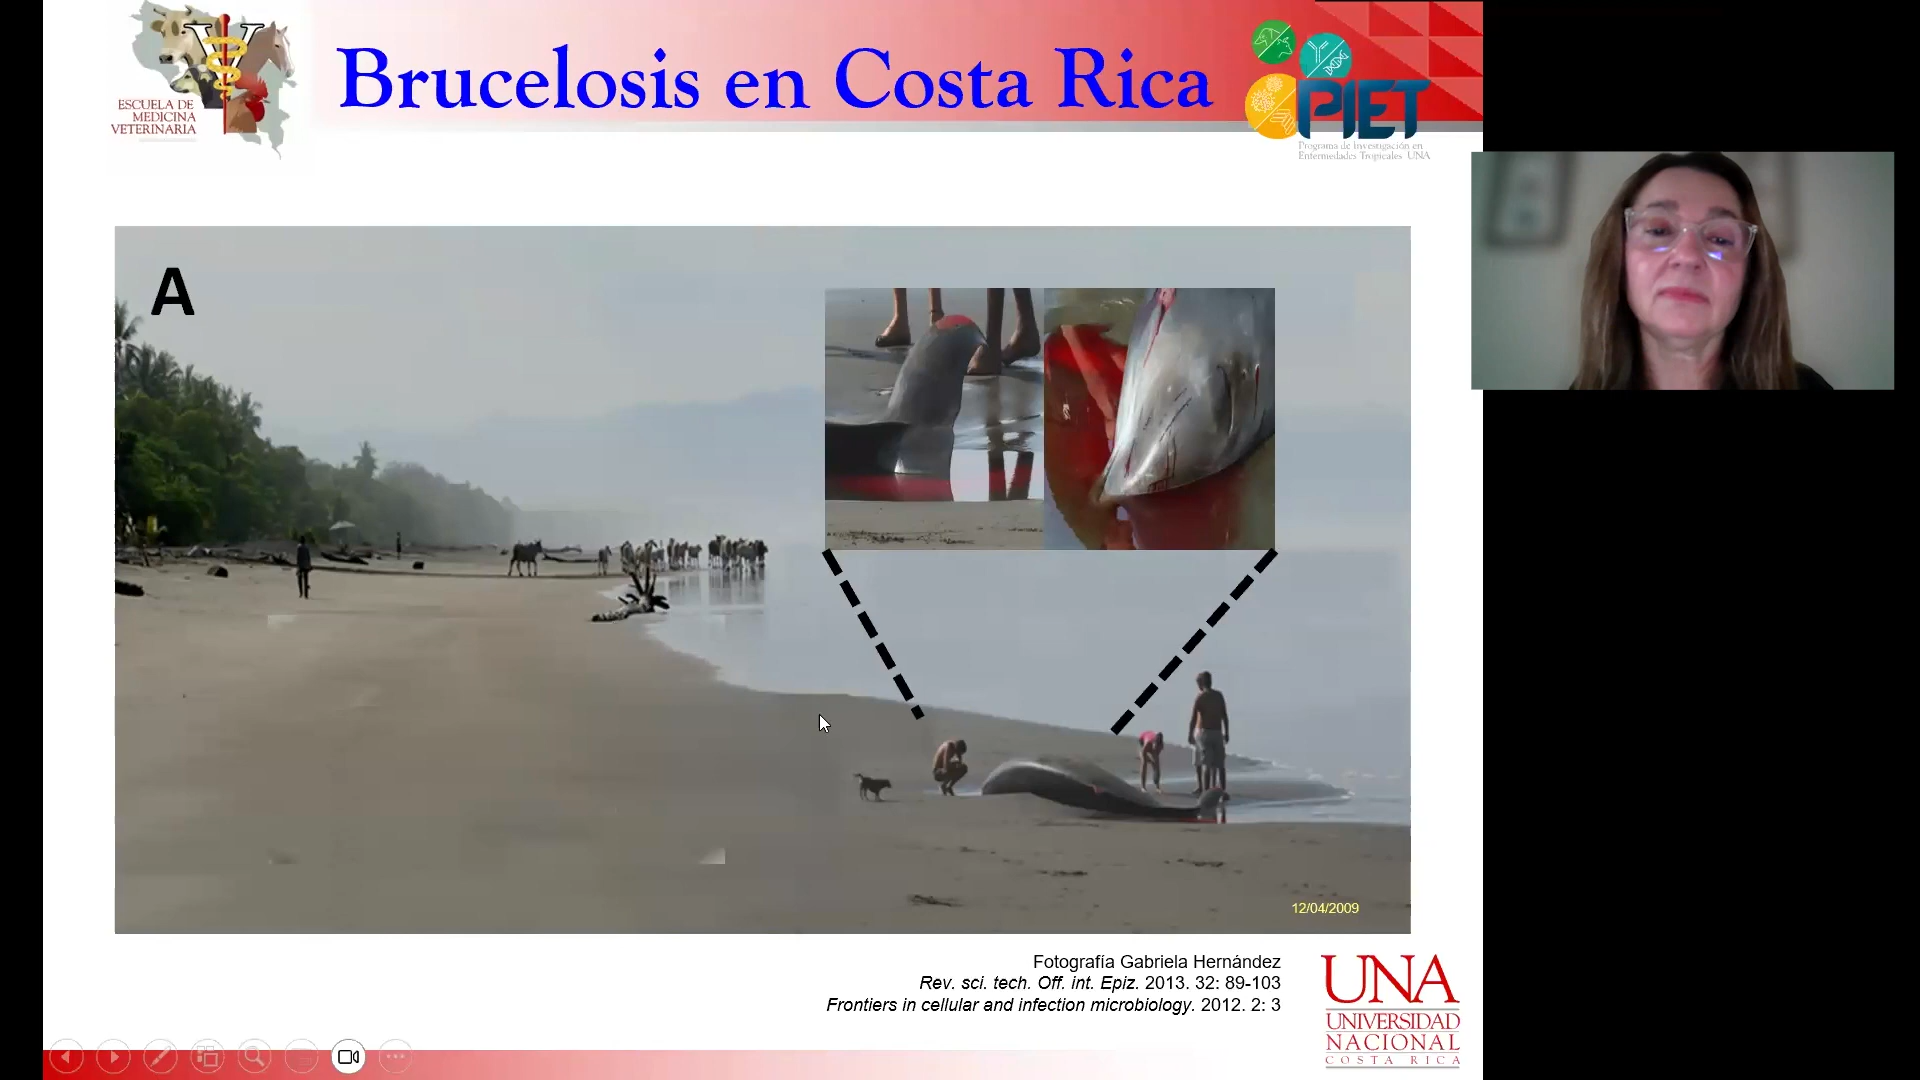 Brucelosis en Costa Rica
ESCUELA DE
MEDICINA
VETERINARIA
PIET
Programa de Investigación en
Enfermedades Tropicales UNA
A
12/04/2009
Fotografía Gabriela Hernández
Rev. sci. tech. Off. int. Epiz. 2013. 32: 89-103
Frontiers in cellular and infection microbiology. 2012. 2: 3
UNA
UNIVERSIDAD
NACIONAL
COSTA RICA